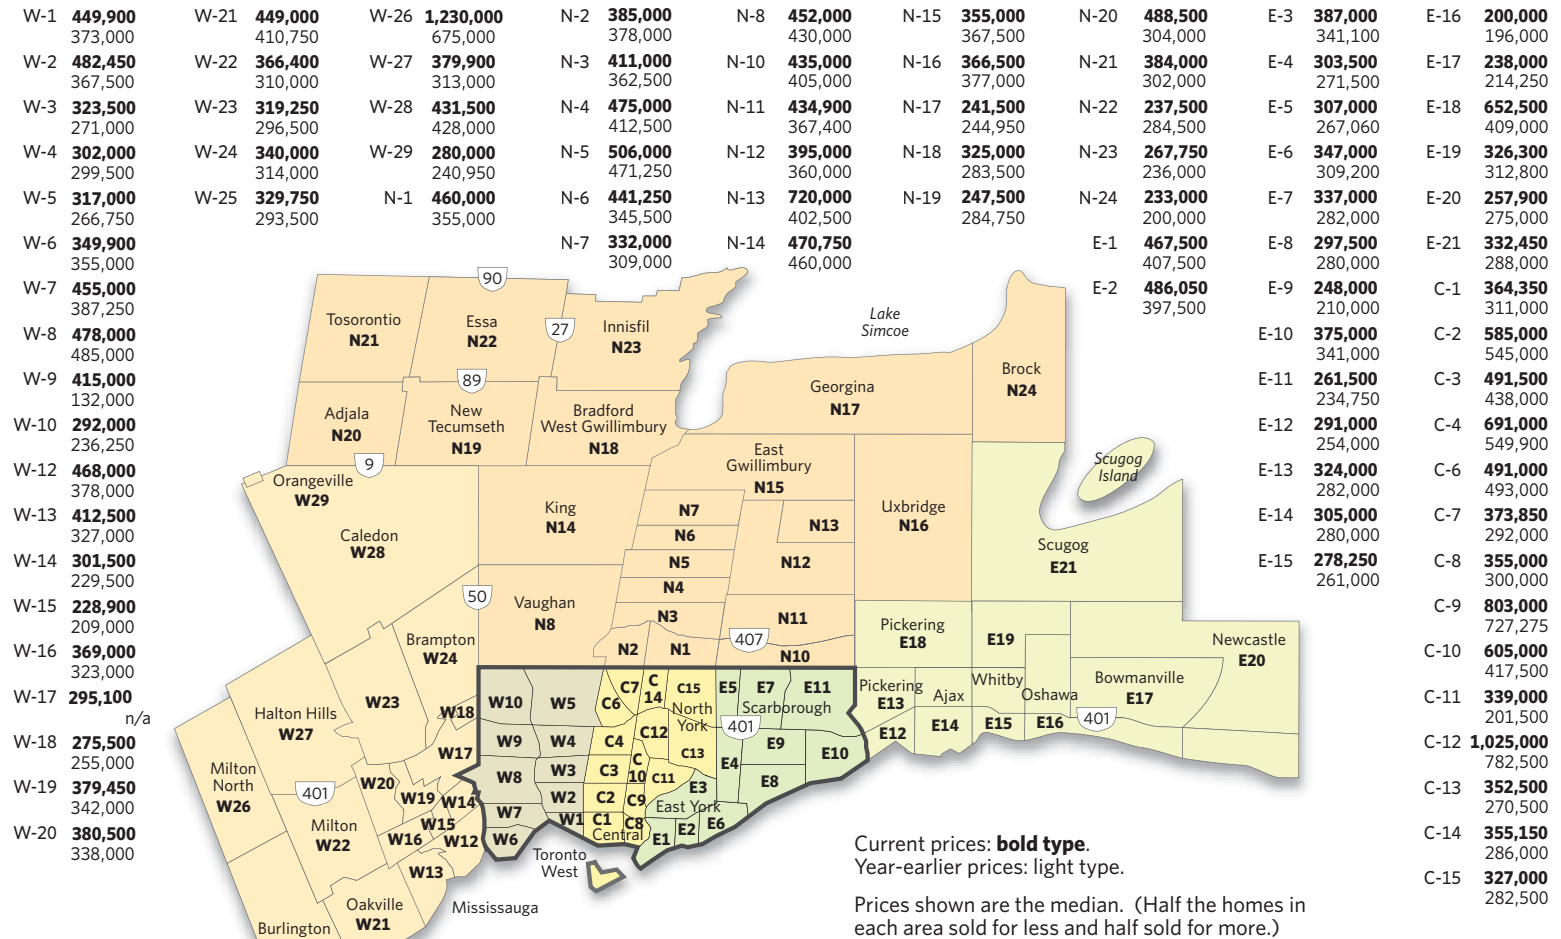 W-1 449,900
373,000
W-2 482,450
367,500
W-3 323,500
271,000
W-4 302,000
299,500
W-5 317,000
266,750
W-6 349,900
355,000
W-7 455,000
387,250
W-8 478,000
485,000
W-9 415,000
132,000
W-10 292,000
236,250
W-12 468,000
378,000
W-13 412,500
327,000
W-14 301,500
229,500
W-15 228,900
209,000
W-16 369,000
323,000
W-17 295,100
n/a
W-18 275,500
255,000
W-19 379,450
342,000
W-20 380,500
338,000
W-21 449,000
410,750
W-22 366,400
310,000
W-23 319,250
296,500
W-24 340,000
314,000
W-25 329,750
293,500
W-26 1,230,000
675,000
W-27 379,900
313,000
W-28 431,500
428,000
W-29 280,000
240,950
N-1 460,000
355,000
N-2 385,000
378,000
N-3 411,000
362,500
N-4 475,000
412,500
N-5 506,000
471,250
N-6 441,250
345,500
N-7 332,000
309,000
N-8 452,000
430,000
N-10 435,000
405,000
N-11 434,900
367,400
N-12 395,000
360,000
N-13 720,000
402,500
N-14 470,750
460,000
N-15 355,000
367,500
N-16 366,500
377,000
N-17 241,500
244,950
N-18 325,000
283,500
N-19 247,500
284,750
N-20 488,500
304,000
N-21 384,000
302,000
N-22 237,500
284,500
N-23 267,750
236,000
N-24 233,000
200,000
E-1 467,500
407,500
E-2 486,050
397,500
E-3 387,000
341,100
E-4 303,500
271,500
E-5 307,000
267,060
E-6 347,000
309,200
E-7 337,000
282,000
E-8 297,500
280,000
E-9 248,000
210,000
E-10 375,000
341,000
E-11 261,500
234,750
E-12 291,000
254,000
E-13 324,000
282,000
E-14 305,000
280,000
E-15 278,250
261,000
E-16 200,000
196,000
E-17 238,000
214,250
E-18 652,500
409,000
E-19 326,300
312,800
E-20 257,900
275,000
E-21 332,450
288,000
C-1 364,350
311,000
C-2 585,000
545,000
C-3 491,500
438,000
C-4 691,000
549,900
C-6 491,000
493,000
C-7 373,850
292,000
C-8 355,000
300,000
C-9 803,000
727,275
C-10 605,000
417,500
C-11 339,000
201,500
C-12 1,025,000
782,500
C-13 352,500
270,500
C-14 355,150
286,000
C-15 327,000
282,500
90
Tosorontio
N21
Essa
N22
27
Innisfil
N23
Lake
Simcoe
89
Adjala
N20
New
Tecumseth
N19
Bradford
West Gwillimbury
N18
Georgina
N17
Brock
N24
9
Orangeville
W29
Caledon
W28
King
N14
East
Gwillimbury
N15
Scugog
Island
N7
N6
N5
N4
N3
N2
N1
N13
N12
N11
N10
Uxbridge
N16
Scugog
E21
50
Vaughan
N8
407
Brampton
W24
Pickering
E18
E19
Newcastle
E20
Pickering
E13
Ajax
Whitby
Oshawa
Bowmanville
E17
E12
E14
E15
E16
401
Halton Hills
W27
W23
W18
W17
Milton
North
W26
401
W20
W19
W14
W15
W16
W12
W13
Milton
W22
Oakville
W21
Burlington
Mississauga
W10
W5
W9
W4
W8
W3
W2
W7
W1
W6
C6
C7
C
14
C15
North
York
C4
C12
C13
C3
C
10
C11
C2
C9
C1
C8
Central
E5
E7
E11
Scarborough
401
E9
E10
E4
E8
E3
East York
E1
E2
E6
Toronto
West
Current prices: bold type.
Year-earlier prices: light type.
Prices shown are the median. (Half the homes in
each area sold for less and half sold for more.)